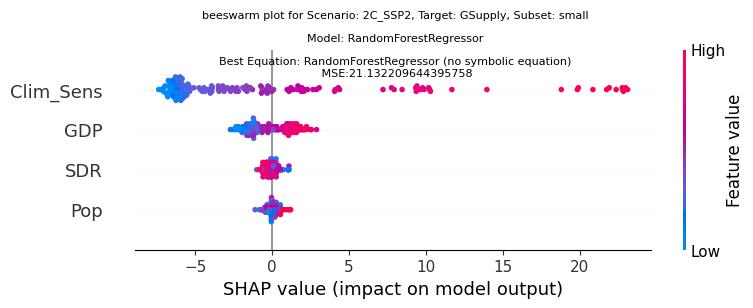 beeswarm plot for Scenario: 2C_SSP2, Target: GSupply, Subset: small
Model: RandomForestRegressor
Best Equation: RandomForestRegressor (no symbolic equation)
MSE:21.132209644395758
High
Clim_Sens
GDP
SDR
Pop
Feature value
Low
−5 0 5 10 15 20
SHAP value (impact on model output)